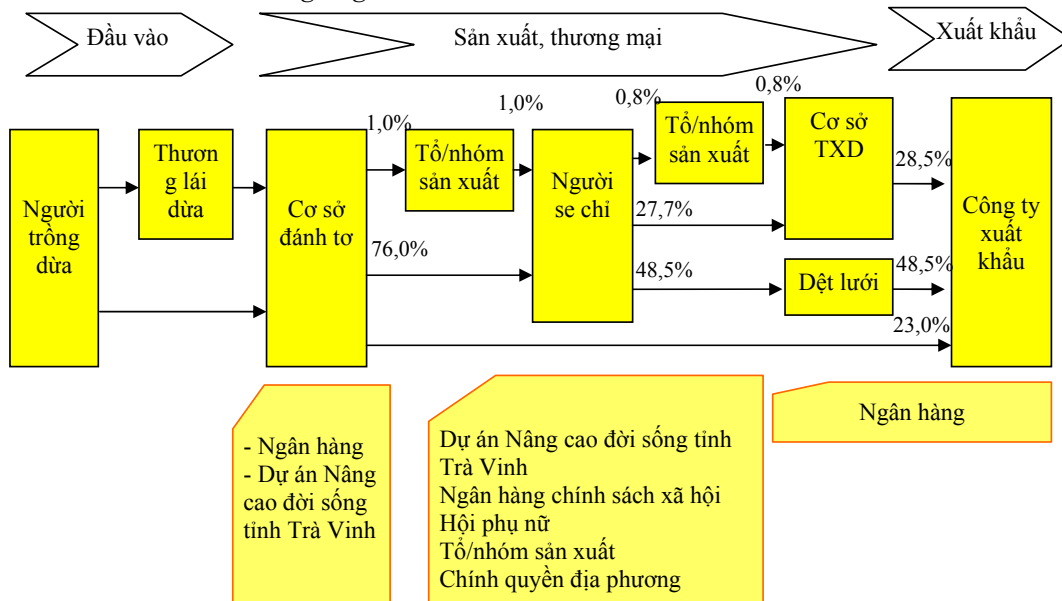 Đầu vào
Sản xuất, thương mại
Xuất khẩu
Người
trồng
dừa
Thươn
g lái
dừa
Cơ sở
đánh tơ
1,0%
Tổ/nhóm
sản xuất
1,0%
76,0%
Người
se chỉ
0,8%
Tổ/nhóm
sản xuất
0,8%
27,7%
48,5%
Cơ sở
TXD
Dệt lưới
28,5%
48,5%
23,0%
Công ty
xuất
khẩu
- Ngân hàng
- Dự án Nâng
cao đời sống
tỉnh Trà Vinh
Dự án Nâng cao đời sống tỉnh
Trà Vinh
Ngân hàng chính sách xã hội
Hội phụ nữ
Tổ/nhóm sản xuất
Chính quyền địa phương
Ngân hàng